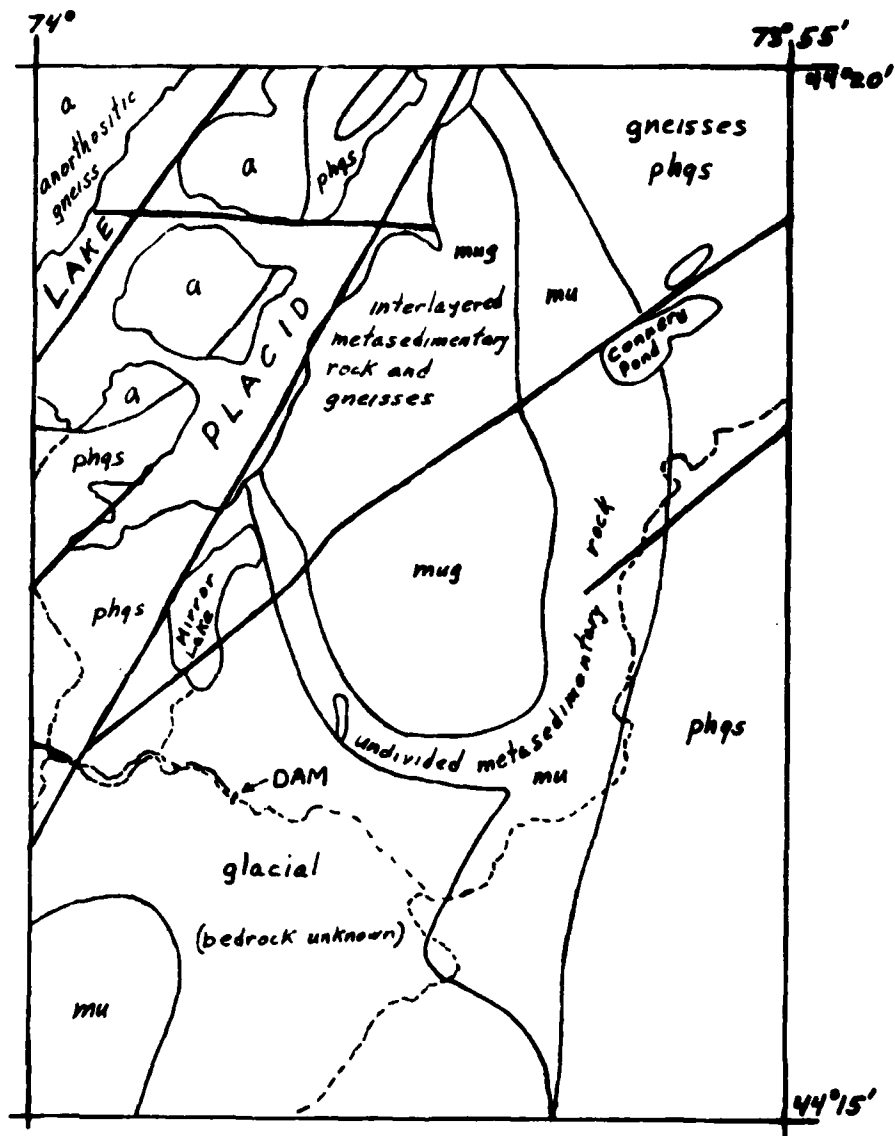 74°
73° 55'
44° 20'
a
anorthositic
gneiss
a
phqs
gneisses
phqs
LAKE
PLACID
a
mug
interlayered
metasedimentary
rock and
gneisses
mu
Connery
Pond
a
phqs
rock
mug
phqs
Mirror
Lake
undivided metasedimentary
mu
phqs
DAM
glacial
(bedrock unknown)
mu
44° 15'